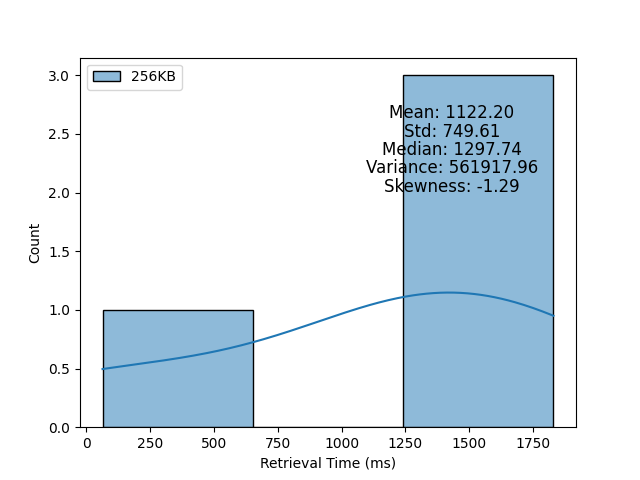 256KB
Mean: 1122.20
Std: 749.61
Median: 1297.74
Variance: 561917.96
Skewness: -1.29
3.0
2.5
2.0
1.5
1.0
0.5
0.0
Count
0 250 500 750 1000 1250 1500 1750
Retrieval Time (ms)